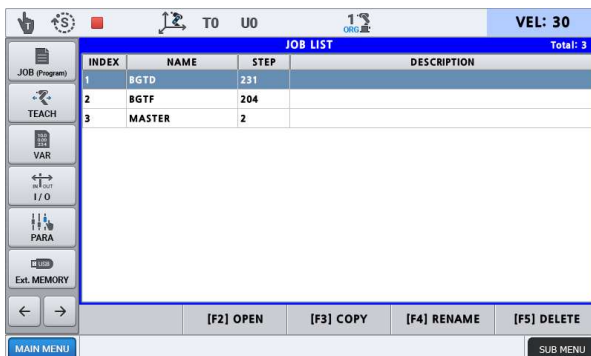 S T0 U0 1 ORG VEL: 30
JOB LIST Total: 3
INDEX NAME STEP DESCRIPTION
1 BGTD 231
2 BGTF 204
3 MASTER 2
JOB (Program)
TEACH
VAR
IN OUT
I/O
PARA
USB
Ext. MEMORY
[F2] OPEN [F3] COPY [F4] RENAME [F5] DELETE
MAIN MENU SUB MENU